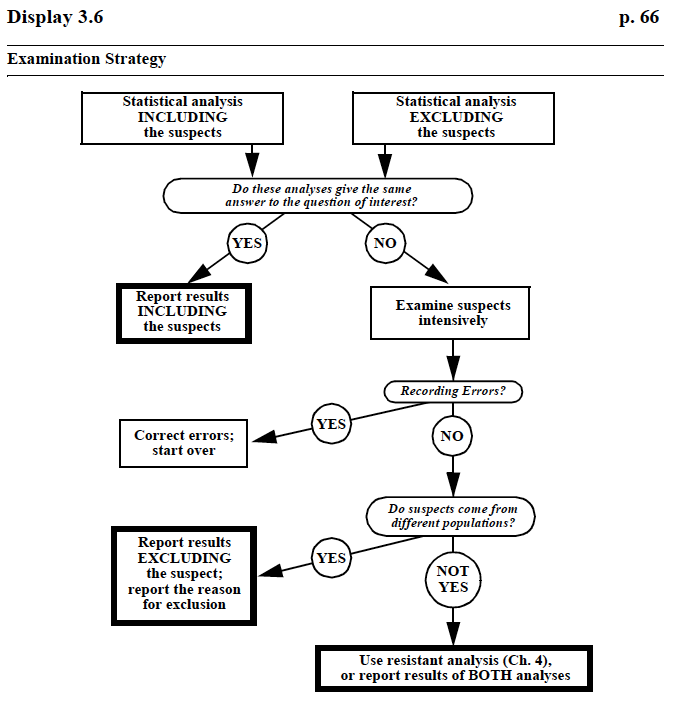 Display 3.6
p. 66
Examination Strategy
Statistical analysis
INCLUDING
the suspects
Statistical analysis
EXCLUDING
the suspects
Do these analyses give the same
answer to the question of interest?
YES
NO
Report results
INCLUDING
the suspects
Examine suspects
intensively
Recording Errors?
YES
NO
Correct errors;
start over
Do suspects come from
different populations?
YES
NOT
YES
Report results
EXCLUDING
the suspect;
report the reason
for exclusion
Use resistant analysis (Ch. 4),
or report results of BOTH analyses